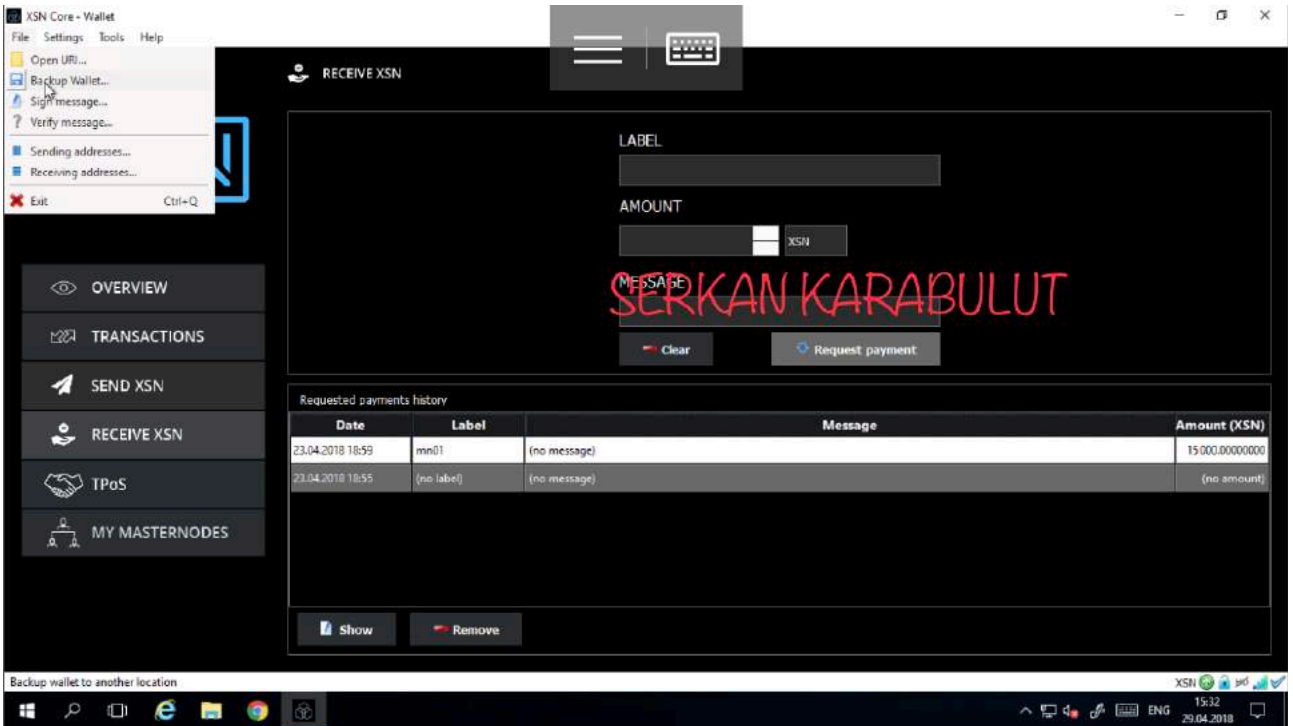 XSN Core - Wallet
File Settings Tools Help
Open URI...
Backup Wallet...
Sign message...
Verify message...
Sending addresses...
Receiving addresses...
Exit Ctrl+Q
OVERVIEW
TRANSACTIONS
SEND XSN
RECEIVE XSN
TPoS
MY MASTERNODES
RECEIVE XSN
LABEL
AMOUNT
XSN
MESSAGE
SERKAN KARABULUT
Clear Request payment
Requested payments history
Date Label Message Amount (XSN)
23.04.2018 18:59 mn01 (no message) 15 000.00000000
23.04.2018 18:55 (no label) (no message) (no amount)
Show Remove
Backup wallet to another location XSN
ENG 15:32
29.04.2018